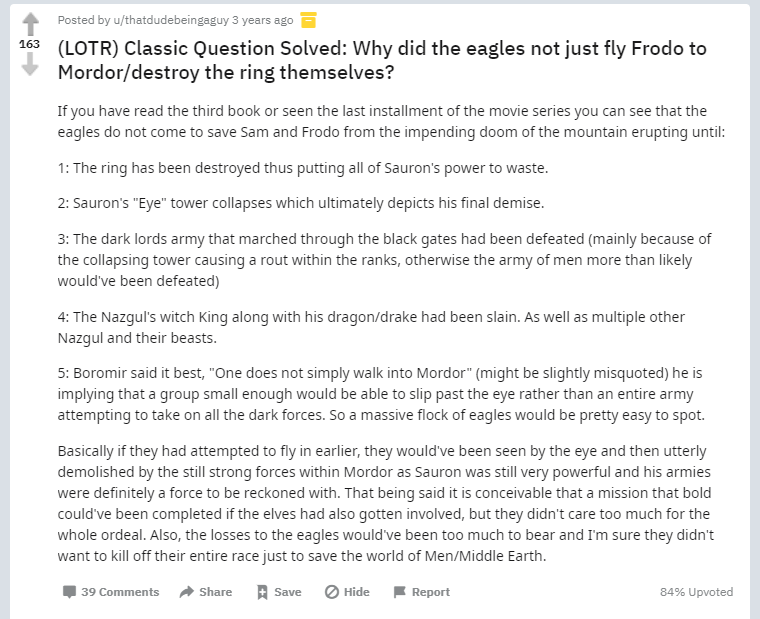 Posted by u/thatdudebeingaguy 3 years ago
163
(LOTR) Classic Question Solved: Why did the eagles not just fly Frodo to
Mordor/destroy the ring themselves?
If you have read the third book or seen the last installment of the movie series you can see that the
eagles do not come to save Sam and Frodo from the impending doom of the mountain erupting until:
1: The ring has been destroyed thus putting all of Sauron's power to waste.
2: Sauron's "Eye" tower collapses which ultimately depicts his final demise.
3: The dark lords army that marched through the black gates had been defeated (mainly because of
the collapsing tower causing a rout within the ranks, otherwise the army of men more than likely
would've been defeated)
4: The Nazgul's witch King along with his dragon/drake had been slain. As well as multiple other
Nazgul and their beasts.
5: Boromir said it best, "One does not simply walk into Mordor" (might be slightly misquoted) he is
implying that a group small enough would be able to slip past the eye rather than an entire army
attempting to take on all the dark forces. So a massive flock of eagles would be pretty easy to spot.
Basically if they had attempted to fly in earlier, they would've been seen by the eye and then utterly
demolished by the still strong forces within Mordor as Sauron was still very powerful and his armies
were definitely a force to be reckoned with. That being said it is conceivable that a mission that bold
could've been completed if the elves had also gotten involved, but they didn't care too much for the
whole ordeal. Also, the losses to the eagles would've been too much to bear and I'm sure they didn't
want to kill off their entire race just to save the world of Men/Middle Earth.
39 Comments Share Save Hide Report 84% Upvoted